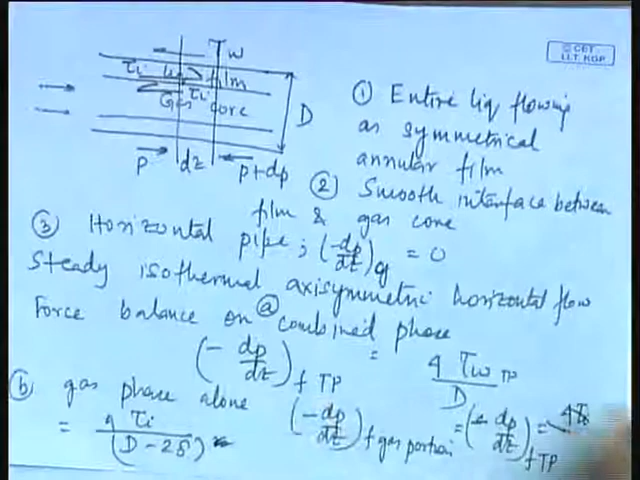 © CET
I.I.T. KGP
τw
τi liq film
Gas τi core
D
p dz p+dp
① Entire liq flowing
as symmetrical
annular film
② Smooth interface between
film & gas core
③ Horizontal pipe; (-dp/dz)g = 0
Steady isothermal axisymmetric horizontal flow
Force balance on combined phase
ⓐ
(- dp/dz)f TP = 4 τw TP / D
ⓑ gas phase alone
(-dp/dz)f gas portion = (- dp/dz)f TP =
= 4 τi / (D-2δ)